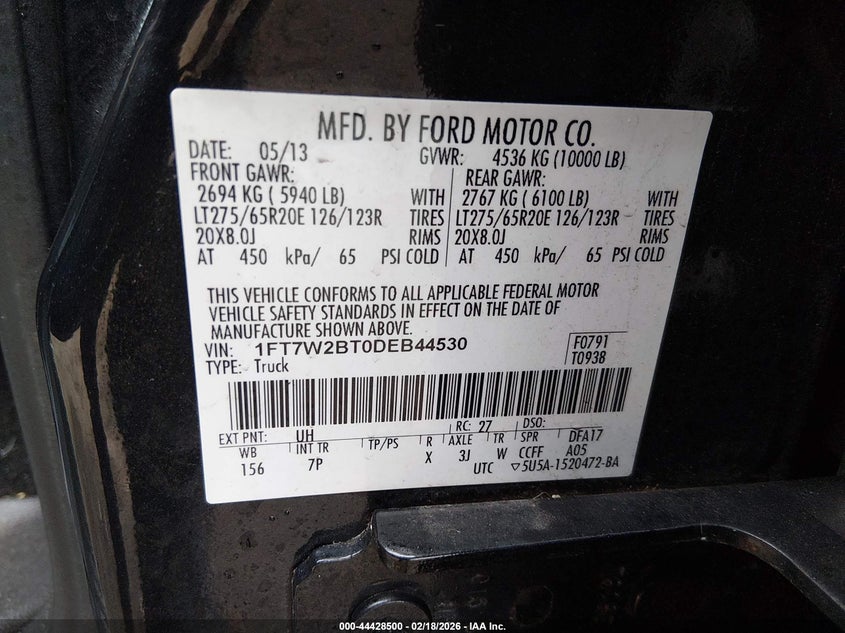 MFD. BY FORD MOTOR CO.
DATE: 05/13 GVWR: 4536 KG (10000 LB)
FRONT GAWR: REAR GAWR:
2694 KG ( 5940 LB) WITH 2767 KG ( 6100 LB) WITH
LT275/65R20E 126/123R TIRES LT275/65R20E 126/123R TIRES
20X8.0J RIMS 20X8.0J RIMS
AT 450 kPa/ 65 PSI COLD AT 450 kPa/ 65 PSI COLD
THIS VEHICLE CONFORMS TO ALL APPLICABLE FEDERAL MOTOR
VEHICLE SAFETY STANDARDS IN EFFECT ON THE DATE OF
MANUFACTURE SHOWN ABOVE.
VIN: 1FT7W2BT0DEB44530 F0791
TYPE: Truck T0938
EXT PNT: UH RC: 27 DSO:
WB INT TR TP/PS R AXLE TR SPR DFA17
156 7P X 3J W CCFF A05
UTC ▽5U5A-1520472-BA
000-44428500 — 02/18/2026 — IAA Inc.